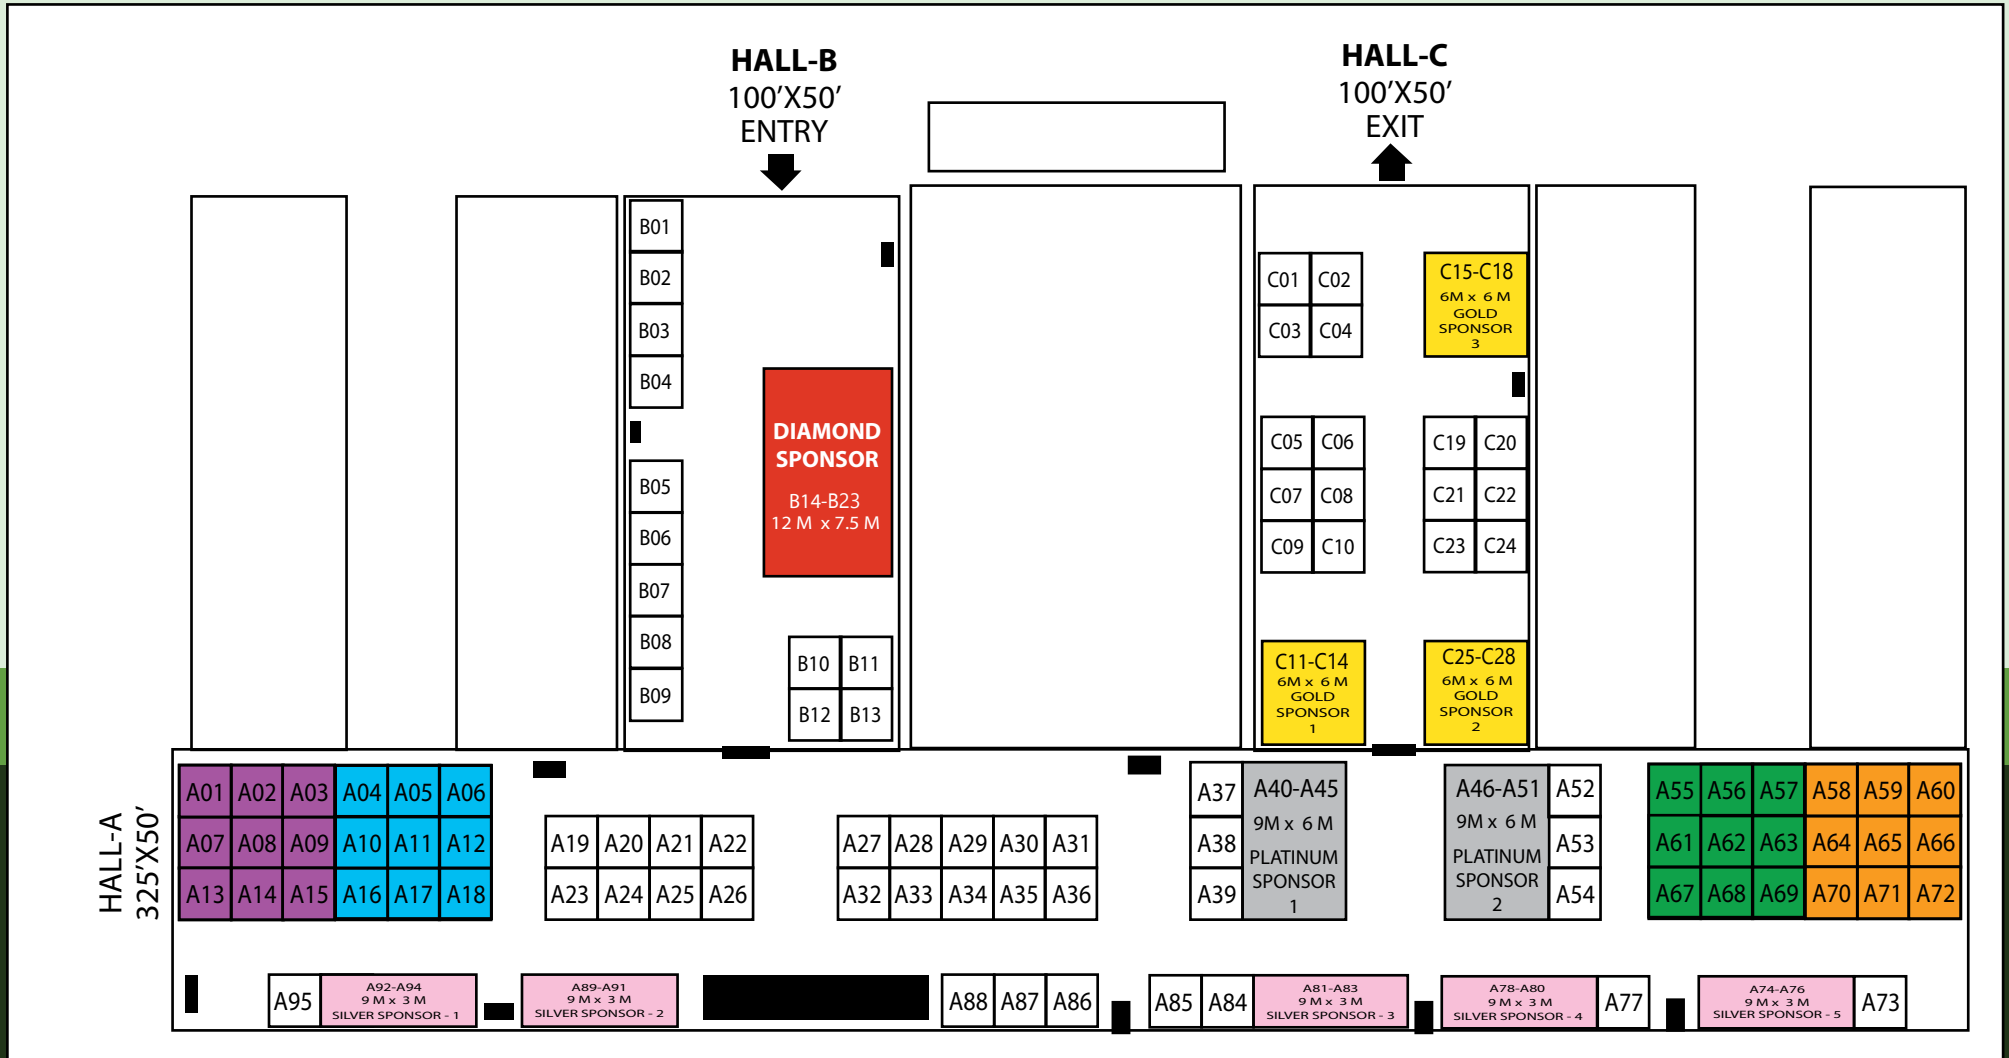 HALL-B
100'X50'
ENTRY
HALL-C
100'X50'
EXIT
B01
B02
B03
B04
B05
B06
B07
B08
B09
DIAMOND
SPONSOR
B14-B23
12 M x 7.5 M
B10 B11
B12 B13
C01 C02
C03 C04
C15-C18
6M x 6 M
GOLD
SPONSOR
3
C05 C06
C07 C08
C09 C10
C19 C20
C21 C22
C23 C24
C11-C14
6M x 6 M
GOLD
SPONSOR
1
C25-C28
6M x 6 M
GOLD
SPONSOR
2
HALL-A
325'X50'
A01 A02 A03 A04 A05 A06
A07 A08 A09 A10 A11 A12
A13 A14 A15 A16 A17 A18
A19 A20 A21 A22
A23 A24 A25 A26
A27 A28 A29 A30 A31
A32 A33 A34 A35 A36
A37
A38
A39
A40-A45
9M x 6 M
PLATINUM
SPONSOR
1
A46-A51
9M x 6 M
PLATINUM
SPONSOR
2
A52
A53
A54
A55 A56 A57 A58 A59 A60
A61 A62 A63 A64 A65 A66
A67 A68 A69 A70 A71 A72
A95
A92-A94
9 M x 3 M
SILVER SPONSOR - 1
A89-A91
9 M x 3 M
SILVER SPONSOR - 2
A88 A87 A86
A85 A84
A81-A83
9 M x 3 M
SILVER SPONSOR - 3
A78-A80
9 M x 3 M
SILVER SPONSOR - 4
A77
A74-A76
9 M x 3 M
SILVER SPONSOR - 5
A73